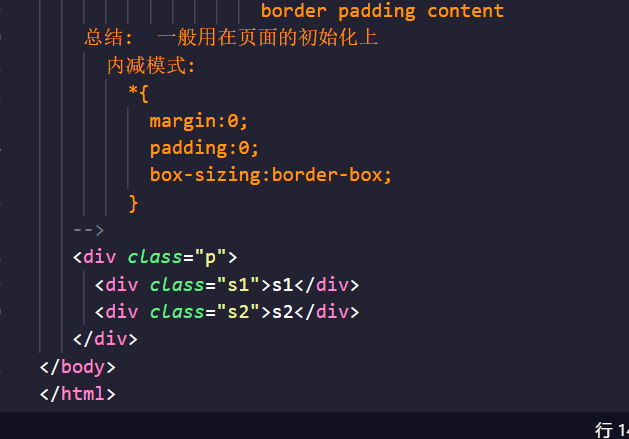 border padding content
总结: 一般用在页面的初始化上
内减模式:
*{
margin:0;
padding:0;
box-sizing:border-box;
}
-->
<div class="p">
<div class="s1">s1</div>
<div class="s2">s2</div>
</div>
</body>
</html>
行 14